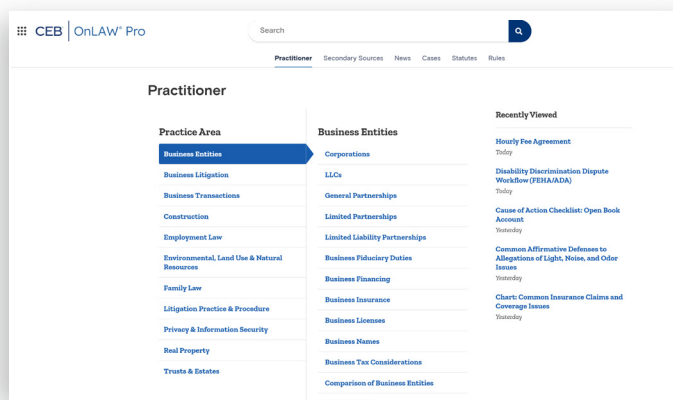 CEB | OnLAW® Pro
Search
Practitioner Secondary Sources News Cases Statutes Rules
Practitioner
Practice Area
Business Entities
Business Litigation
Business Transactions
Construction
Employment Law
Environmental, Land Use & Natural
Resources
Family Law
Litigation Practice & Procedure
Privacy & Information Security
Real Property
Trusts & Estates
Business Entities
Corporations
LLCs
General Partnerships
Limited Partnerships
Limited Liability Partnerships
Business Fiduciary Duties
Business Financing
Business Insurance
Business Licenses
Business Names
Business Tax Considerations
Comparison of Business Entities
Recently Viewed
Hourly Fee Agreement
Today
Disability Discrimination Dispute
Workflow (FEHA/ADA)
Today
Cause of Action Checklist: Open Book
Account
Yesterday
Common Affirmative Defenses to
Allegations of Light, Noise, and Odor
Issues
Yesterday
Chart: Common Insurance Claims and
Coverage Issues
Yesterday